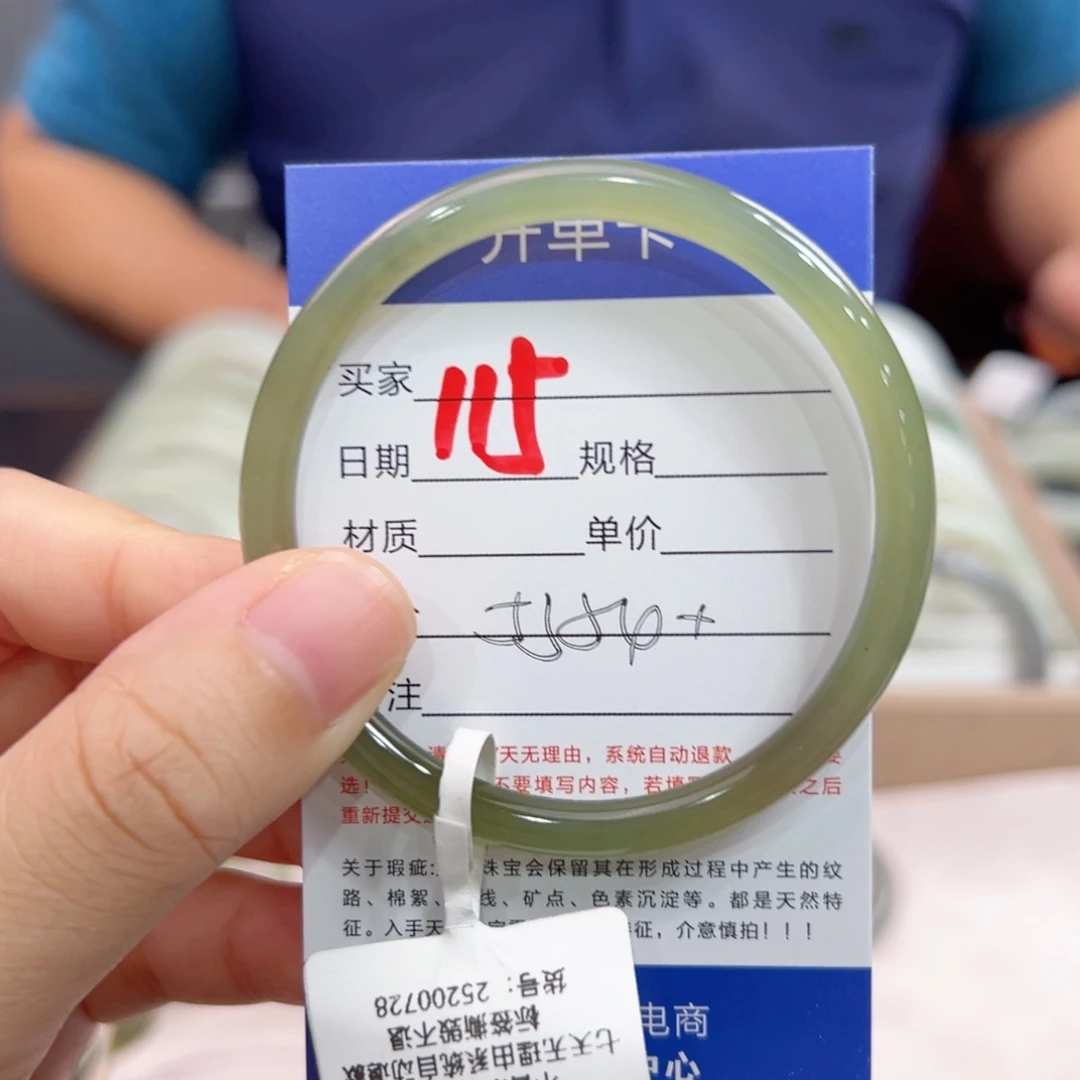 开单卡
买家
日期 规格
材质 单价
注
天无理由，系统自动退款
选！ 不要填写内容，若填 之后
重新提交
关于瑕疵: 珠宝会保留其在形成过程中产生的纹
路、棉絮、 线、矿点、色素沉淀等。都是天然特
征。入手天 征，介意慎拍！！！
电商
中心
货号：25200728
标签撕毁不退
七天无理由系统自动退款